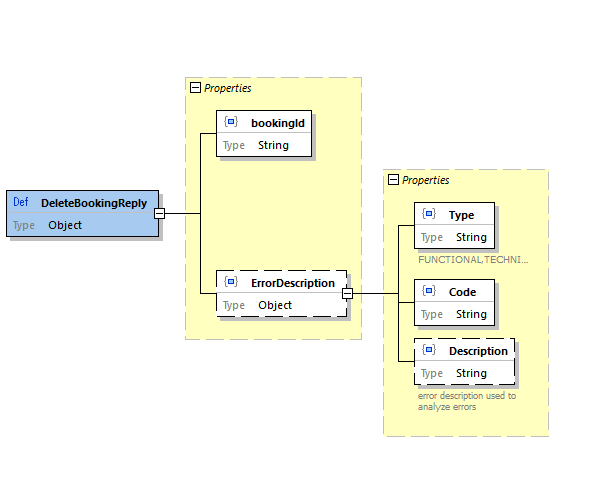 Properties
{} bookingId
Type String
Properties
Def DeleteBookingReply
Type Object
{} Type
Type String
FUNCTIONAL,TECHNI...
{} ErrorDescription
Type Object
{} Code
Type String
{} Description
Type String
error description used to
analyze errors